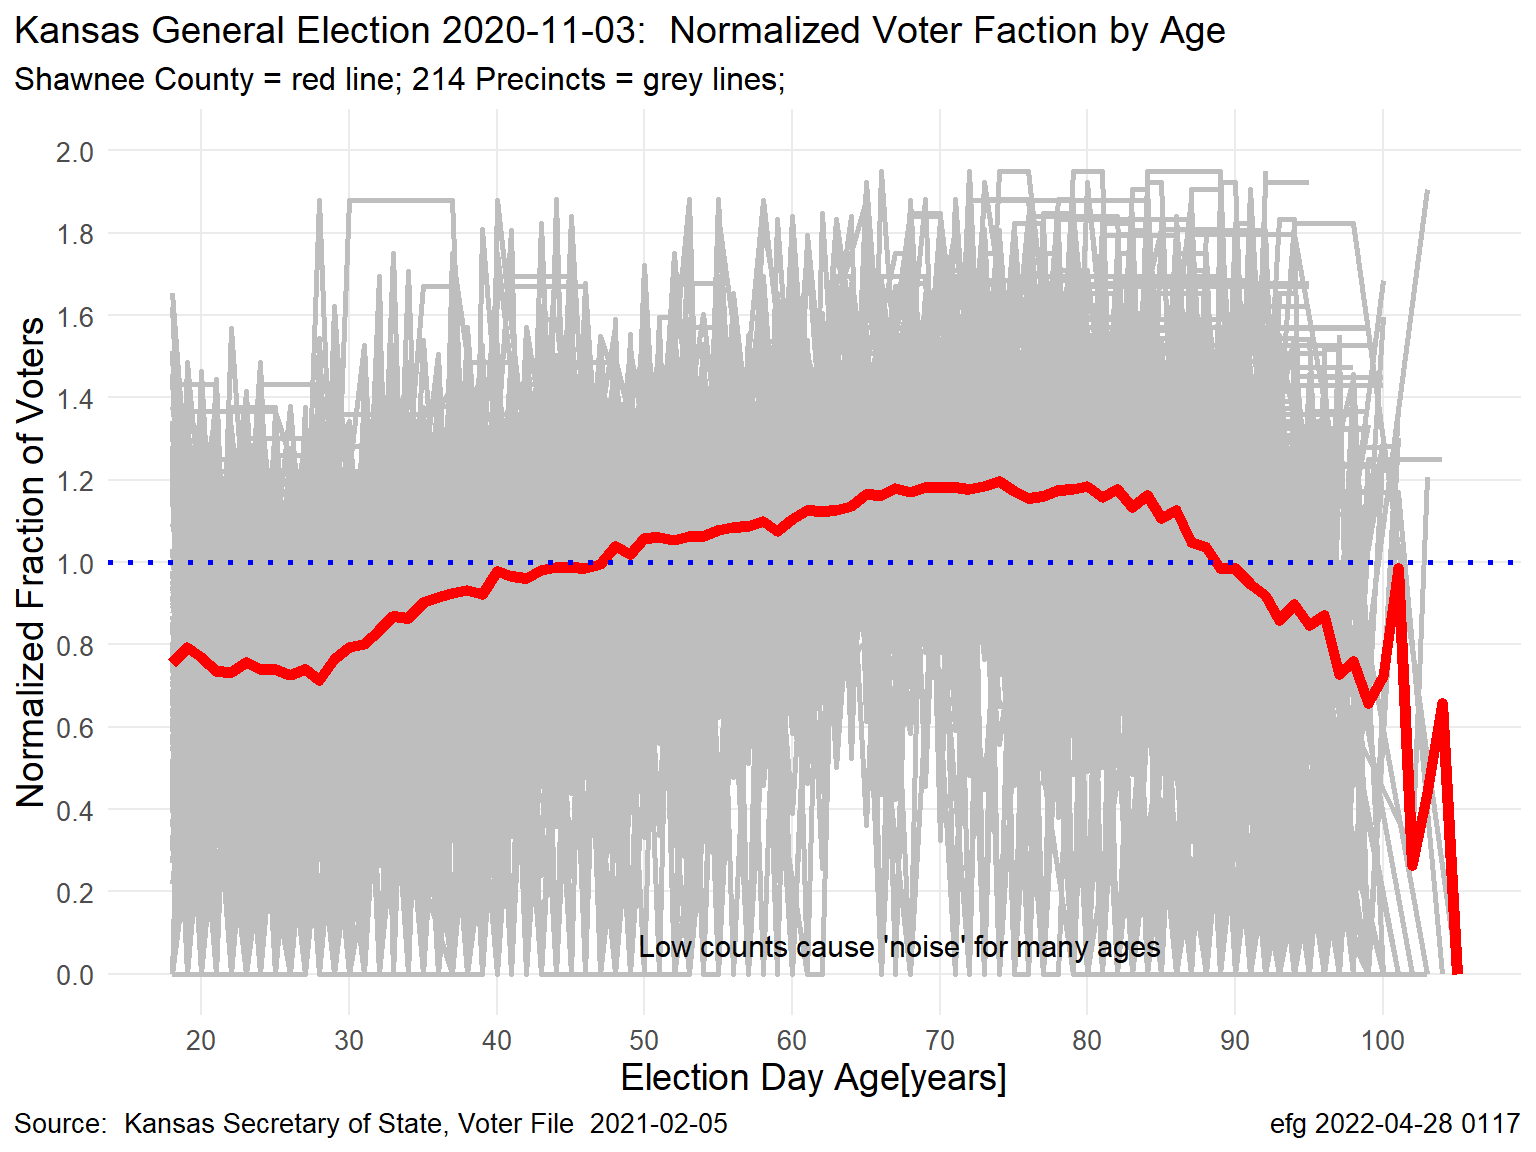 Kansas General Election 2020-11-03:  Normalized Voter Faction by Age
Shawnee County = red line; 214 Precincts = grey lines;
Normalized Fraction of Voters
2.0
1.8
1.6
1.4
1.2
1.0
0.8
0.6
0.4
0.2
0.0
Low counts cause 'noise' for many ages
20 30 40 50 60 70 80 90 100
Election Day Age[years]
Source:  Kansas Secretary of State, Voter File  2021-02-05
efg 2022-04-28 0117